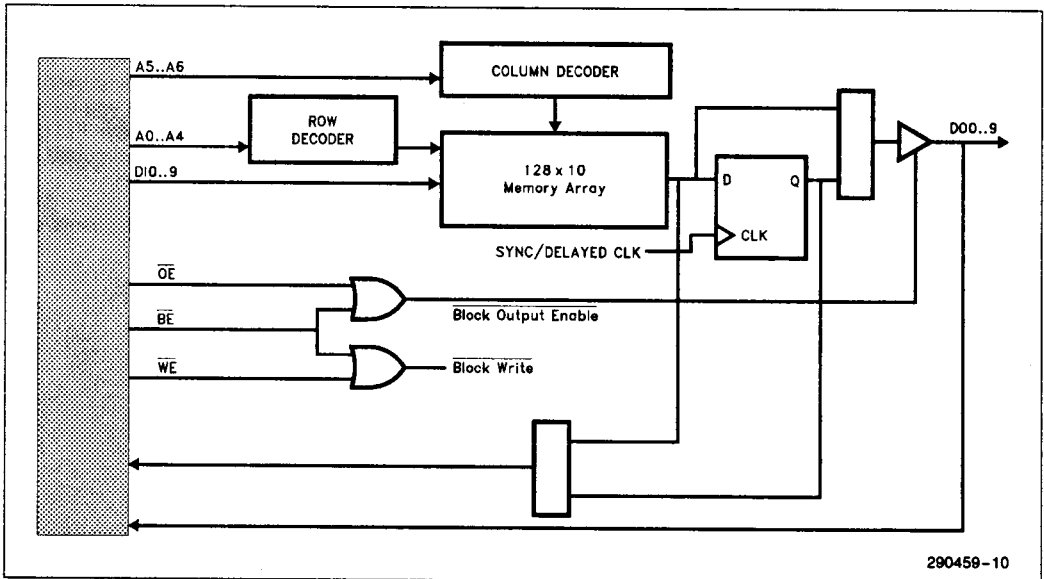 A5..A6
COLUMN DECODER
ROW
DECODER
A0..A4
DI0..9
128 x 10
Memory Array
D
Q
CLK
SYNC/DELAYED CLK
DO0..9
OE
BE
WE
Block Output Enable
Block Write
290459-10